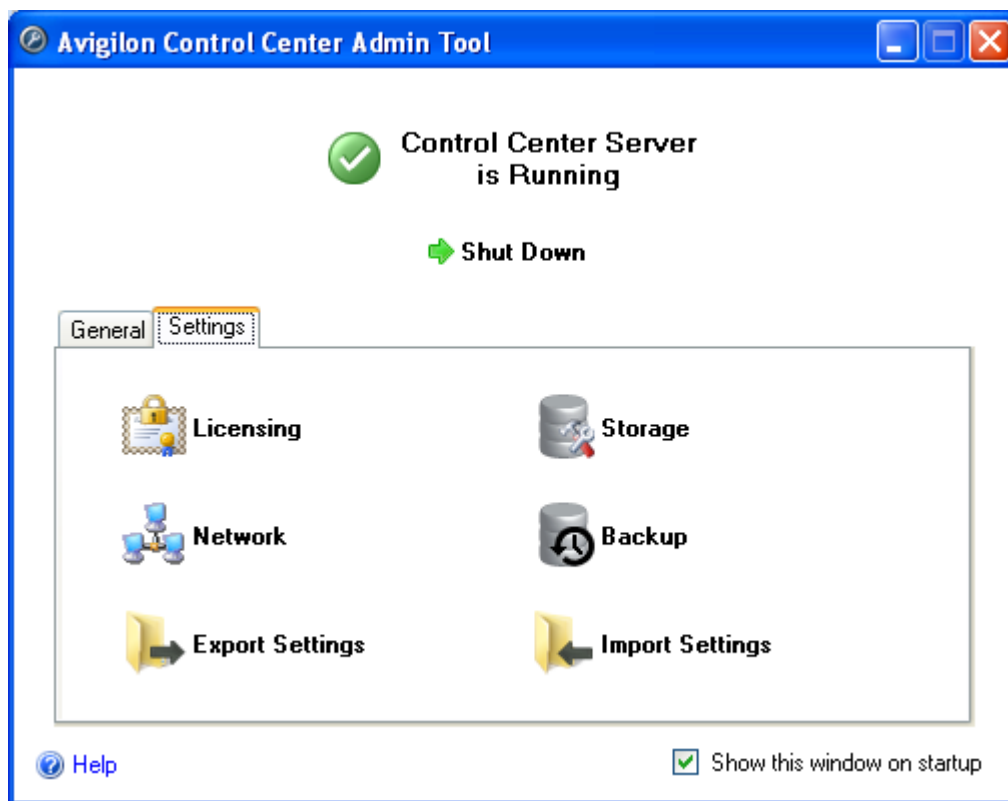 Avigilon Control Center Admin Tool
Control Center Server
is Running
Shut Down
General
Settings
Licensing
Storage
Network
Backup
Export Settings
Import Settings
Help
Show this window on startup